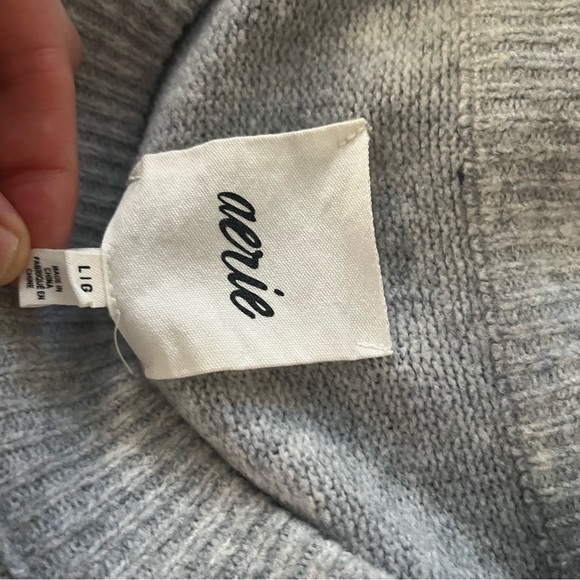 aerie
L I G
MADE IN
CHINA
FABRIQUÉ EN
CHINE